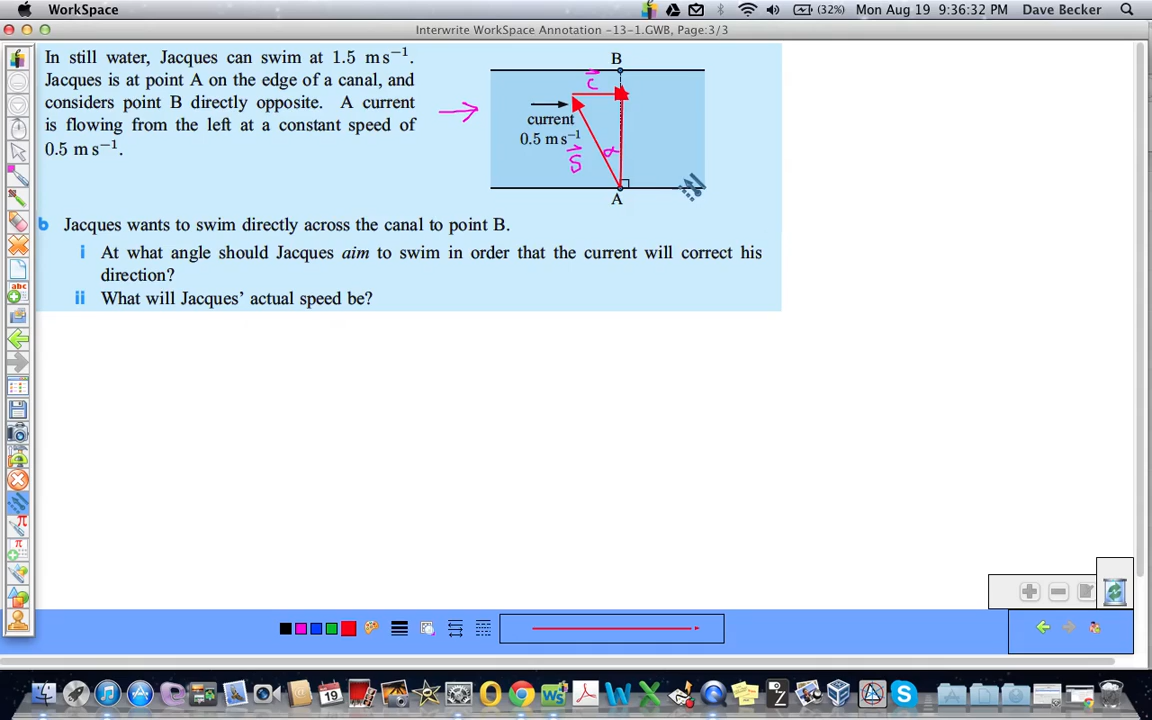 WorkSpace
(32%) Mon Aug 19 9:36:32 PM Dave Becker
Interwrite WorkSpace Annotation -13-1.GWB, Page:3/3
In still water, Jacques can swim at 1.5 m s⁻¹.
Jacques is at point A on the edge of a canal, and
considers point B directly opposite. A current
is flowing from the left at a constant speed of
0.5 m s⁻¹.
B
c
current
0.5 m s⁻¹
s
α
A
b Jacques wants to swim directly across the canal to point B.
i At what angle should Jacques aim to swim in order that the current will correct his
direction?
ii What will Jacques' actual speed be?
abc
π
π
19
W
X
Z
S